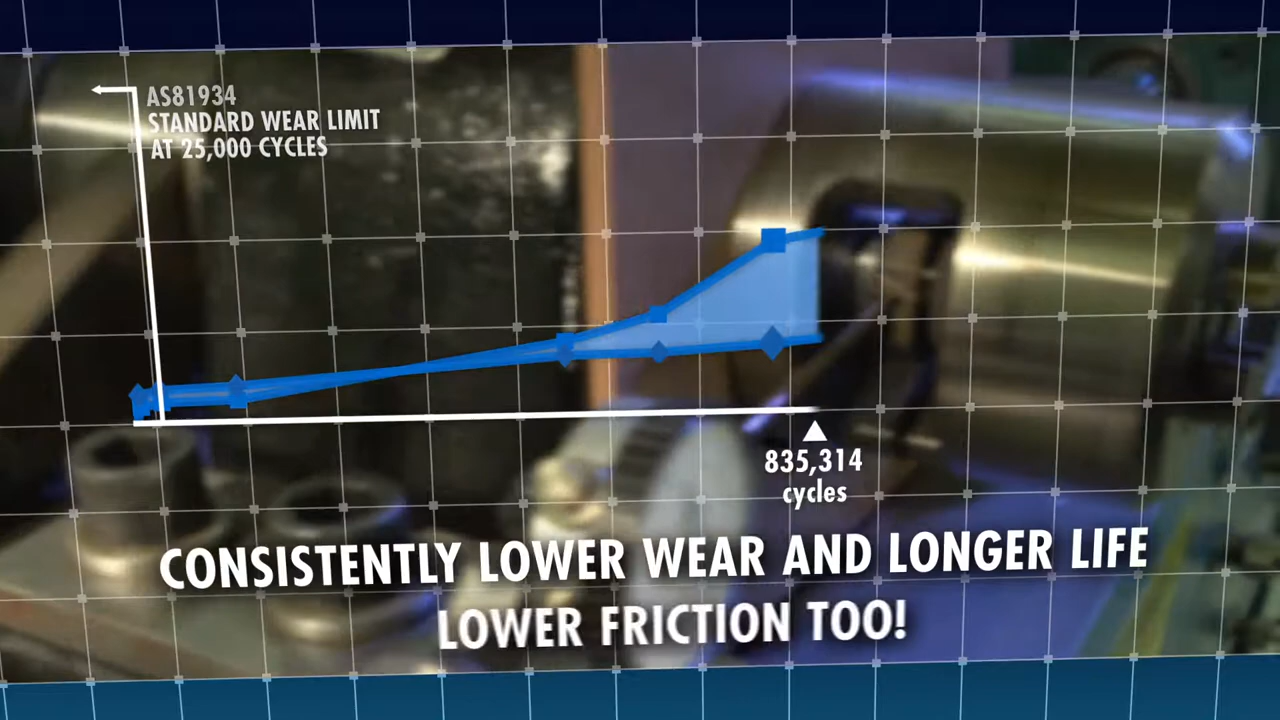 AS81934
STANDARD WEAR LIMIT
AT 25,000 CYCLES
835,314
cycles
CONSISTENTLY LOWER WEAR AND LONGER LIFE
LOWER FRICTION TOO!